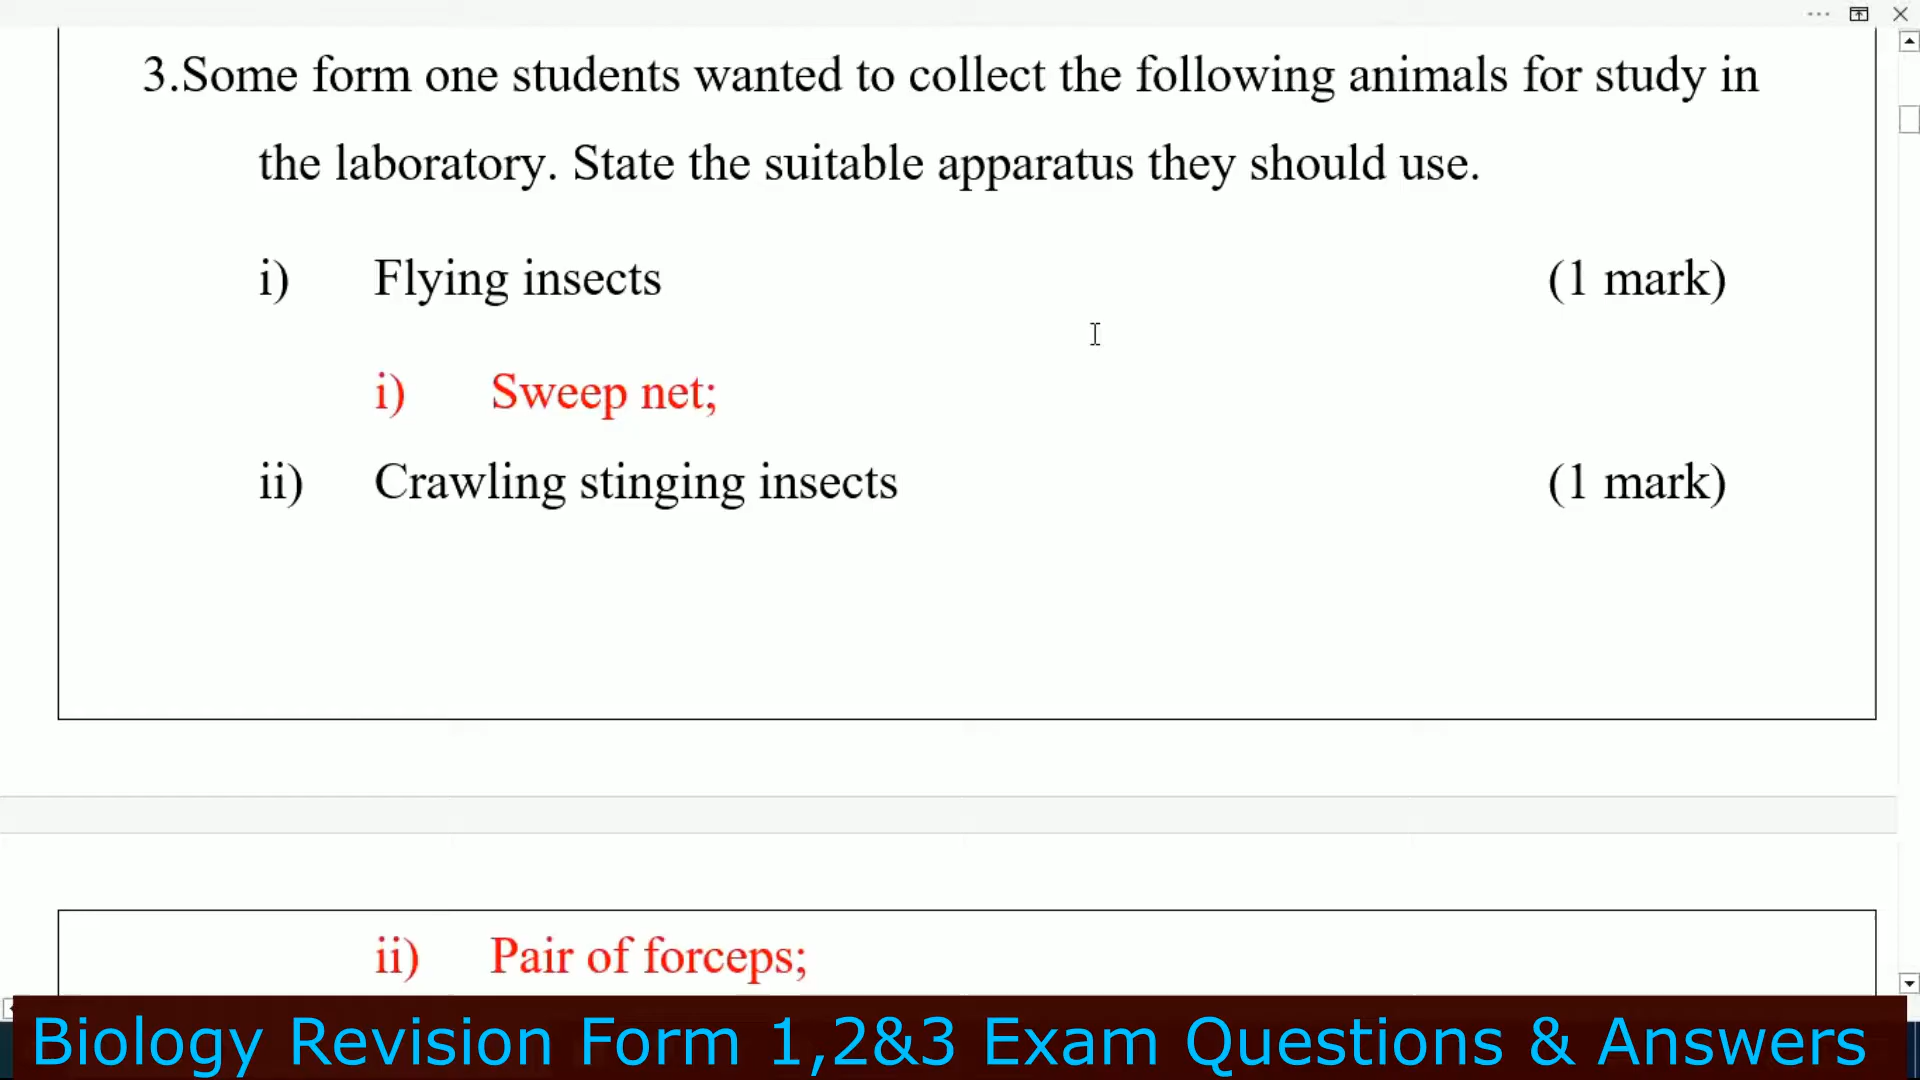 3.Some form one students wanted to collect the following animals for study in
the laboratory. State the suitable apparatus they should use.
i) Flying insects (1 mark)
i) Sweep net;
ii) Crawling stinging insects (1 mark)
ii) Pair of forceps;
Biology Revision Form 1,2&3 Exam Questions & Answers